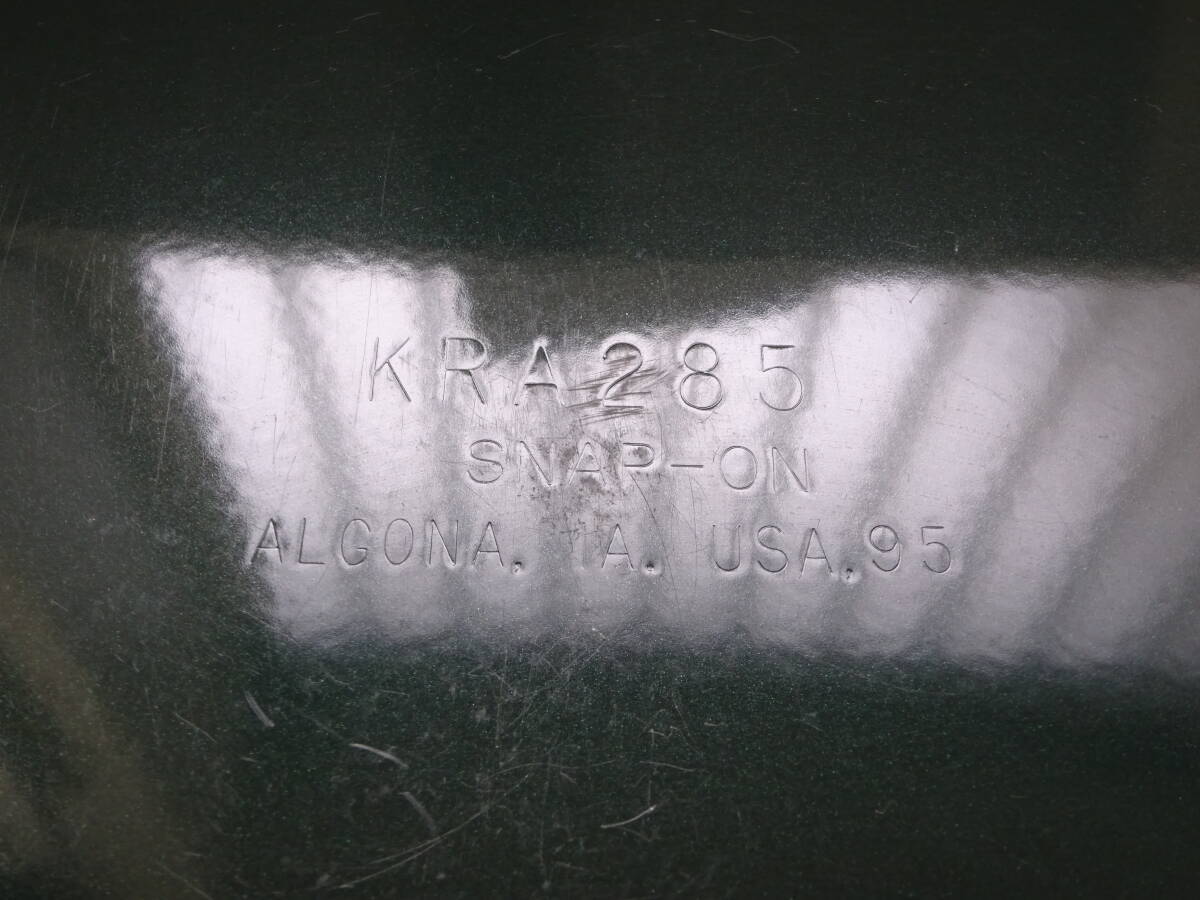 KRA285
SNAP-ON
ALGONA, IA. USA,95